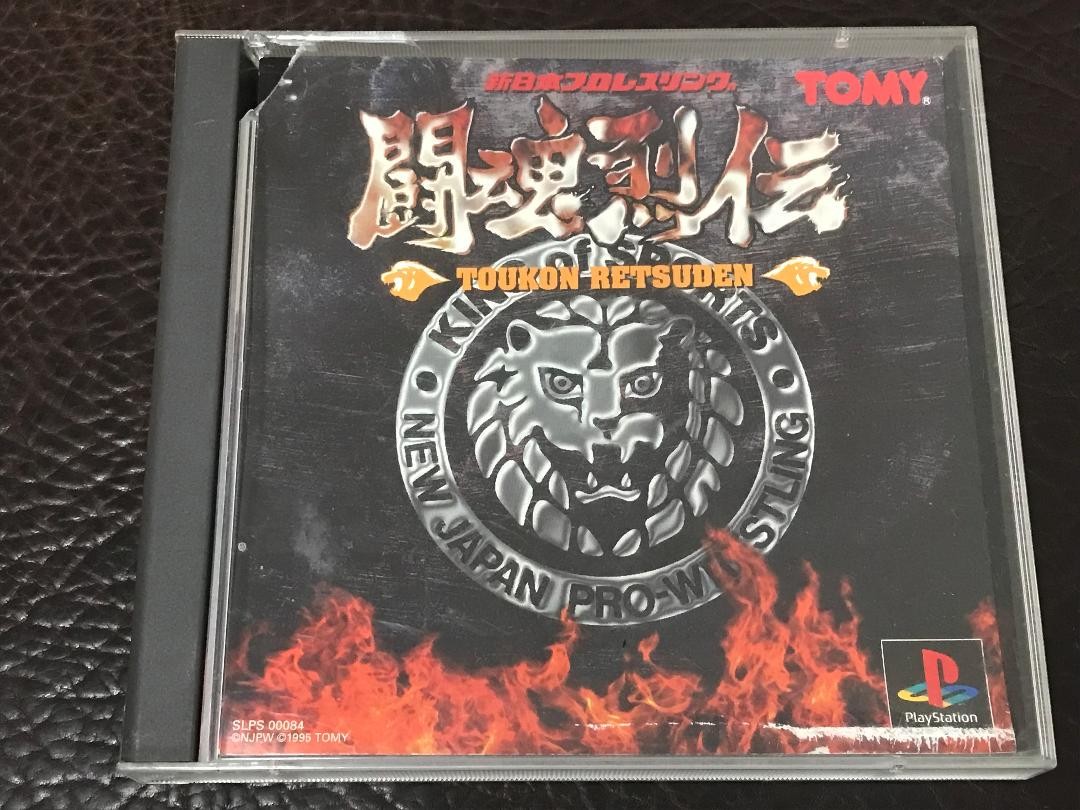 新日本プロレスリング®
TOMY®
闘魂烈伝
TOUKON RETSUDEN
KING of SPORTS
NEW JAPAN PRO-WRESTLING
PlayStation
SLPS 00084
©NJPW ©1995 TOMY